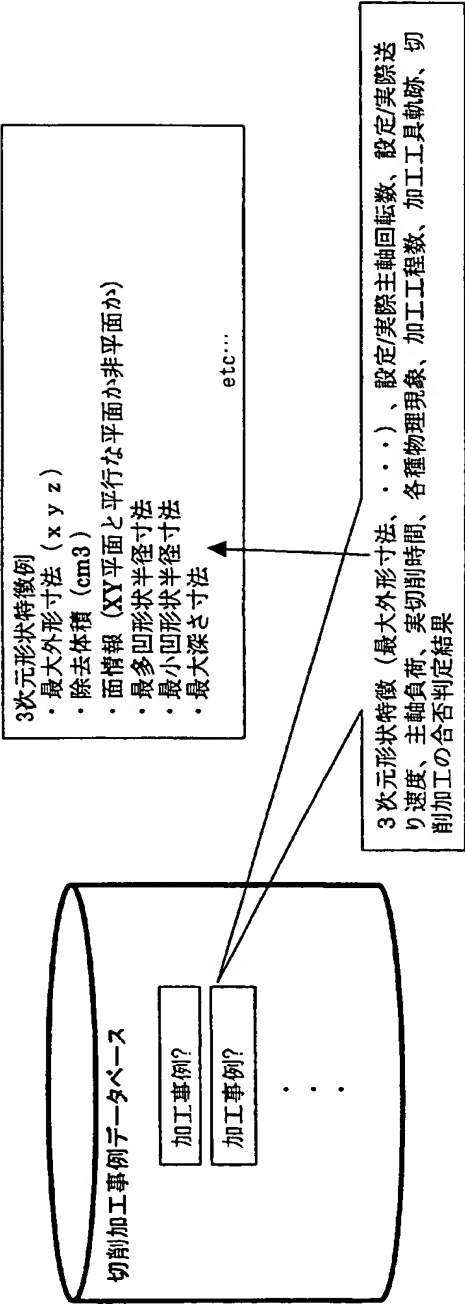 切削加工事例データベース
加工事例?
加工事例?
・・・
3次元形状特徴例
・最大外形寸法(xyz)
・除去体積(cm3)
・面情報(XY平面と平行な平面か非平面か)
・最多凹形状半径寸法
・最小凹形状半径寸法
・最大深さ寸法
etc…
3次元形状特徴(最大外形寸法、・・・)、設定/実際主軸回転数、設定/実際送
り速度、主軸負荷、実切削時間、各種物理現象、加工工程数、加工工具軌跡、切
削加工の合否判定結果